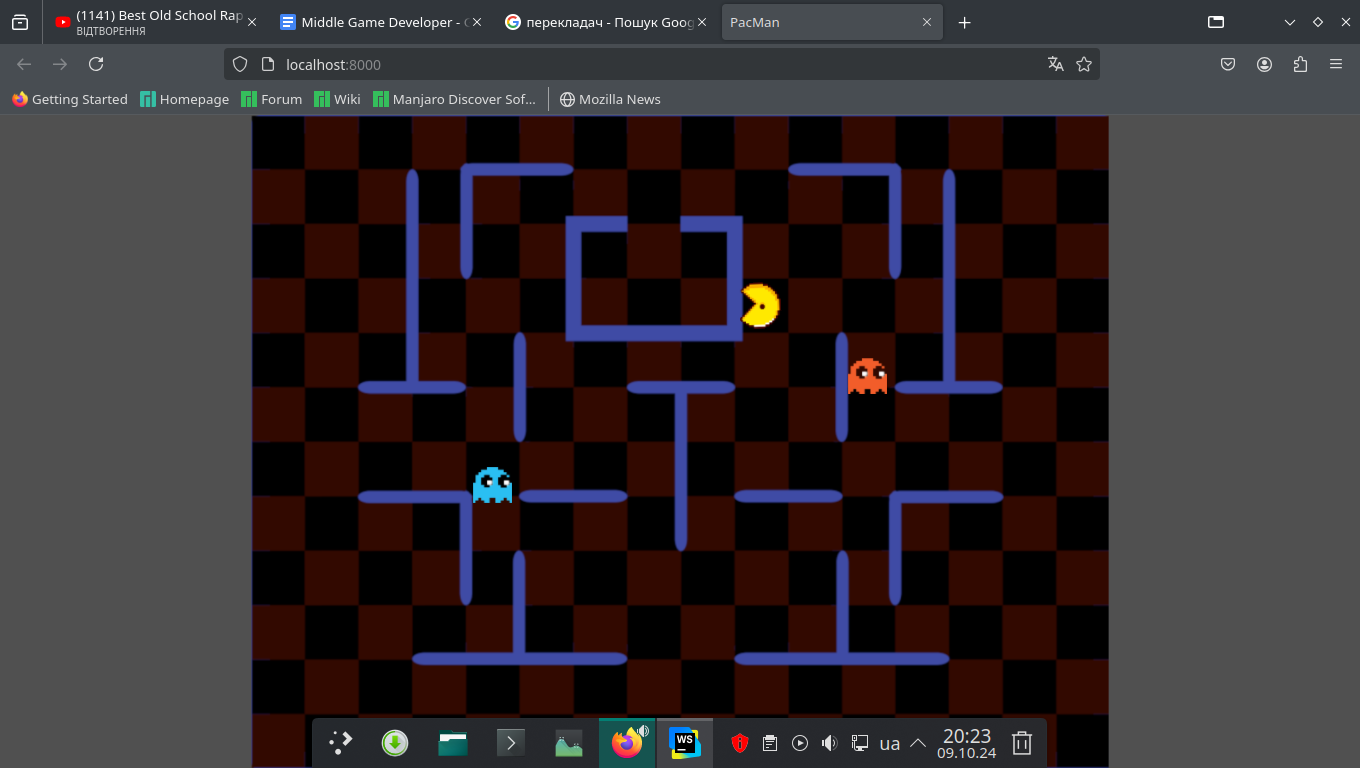 (1141) Best Old School Rap
ВІДТВОРЕННЯ
Middle Game Developer -
перекладач - Пошук Goog
PacMan
localhost:8000
Getting Started
Homepage
Forum
Wiki
Manjaro Discover Sof...
Mozilla News
WS
ua
20:23
09.10.24